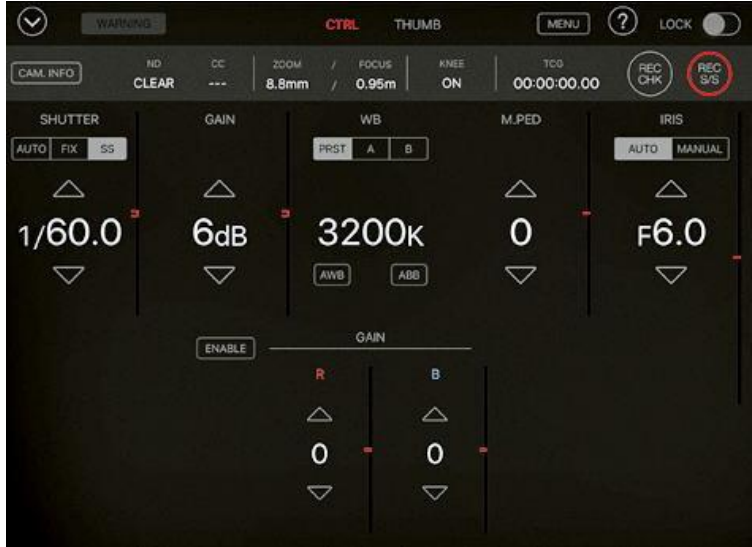 WARNING CTRL THUMB MENU ? LOCK
CAM. INFO ND CLEAR CC --- ZOOM / FOCUS 8.8mm / 0.95m KNEE ON TCG 00:00:00.00 REC CHK REC S/S
SHUTTER GAIN WB M.PED IRIS
AUTO FIX SS PRST A B AUTO MANUAL
1/60.0 6dB 3200K 0 F6.0
AWB ABB
ENABLE GAIN
R B
0 0